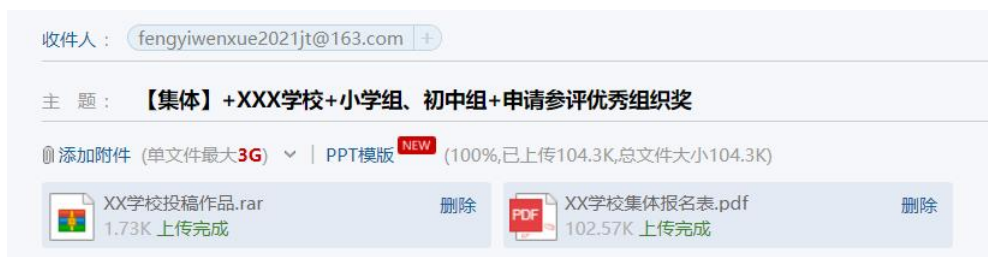 收件人： fengyiwenxue2021jt@163.com +
主 题： 【集体】+XXX学校+小学组、初中组+申请参评优秀组织奖
添加附件 (单文件最大3G) | PPT模版 NEW (100%,已上传104.3K,总文件大小104.3K)
XX学校投稿作品.rar 删除 PDF XX学校集体报名表.pdf 删除
1.73K 上传完成 102.57K 上传完成